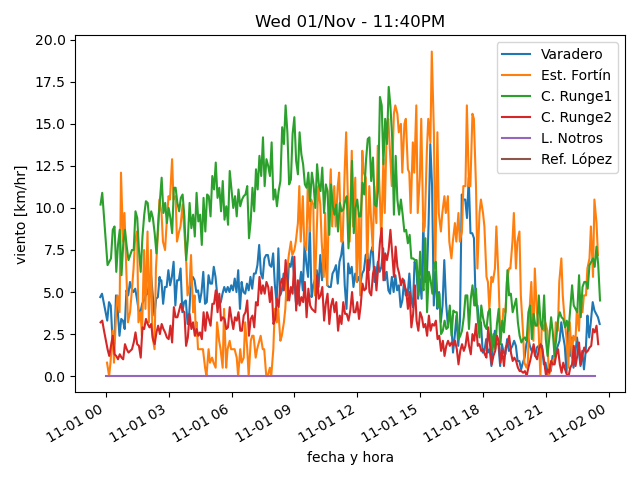 Wed 01/Nov - 11:40PM
20.0
17.5
15.0
12.5
10.0
7.5
5.0
2.5
0.0
viento [km/hr]
Varadero
Est. Fortín
C. Runge1
C. Runge2
L. Notros
Ref. López
11-01 00
11-01 03
11-01 06
11-01 09
11-01 12
11-01 15
11-01 18
11-01 21
11-02 00
fecha y hora